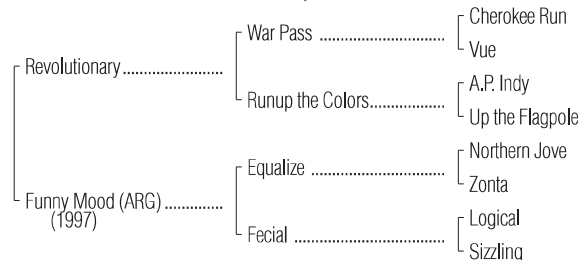 Cherokee Run
War Pass ....................
Vue
Revolutionary ........................
A.P. Indy
Runup the Colors...................
Up the Flagpole
Northern Jove
Equalize ....................
Zonta
Funny Mood (ARG) ..............
(1997)
Logical
Fecial ........................
Sizzling